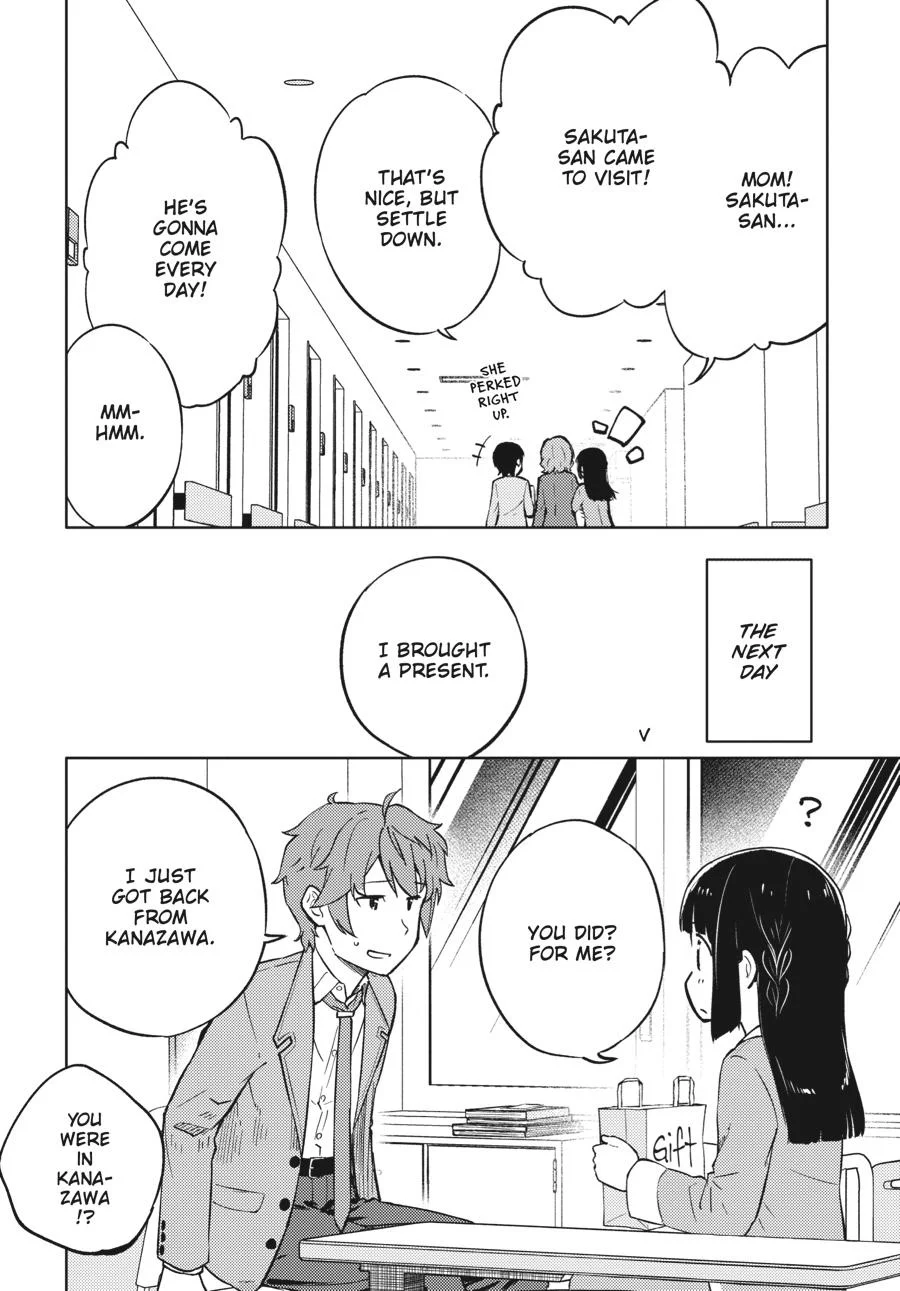 MOM!
SAKUTA-
SAN...
SAKUTA-
SAN CAME
TO VISIT!
THAT'S
NICE, BUT
SETTLE
DOWN.
HE'S
GONNA
COME
EVERY
DAY!
MM-
HMM.
SHE
PERKED
RIGHT
UP.
THE
NEXT
DAY
I BROUGHT
A PRESENT.
?
YOU DID?
FOR ME?
Gift
I JUST
GOT BACK
FROM
KANAZAWA.
YOU
WERE
IN
KANA-
ZAWA
!?